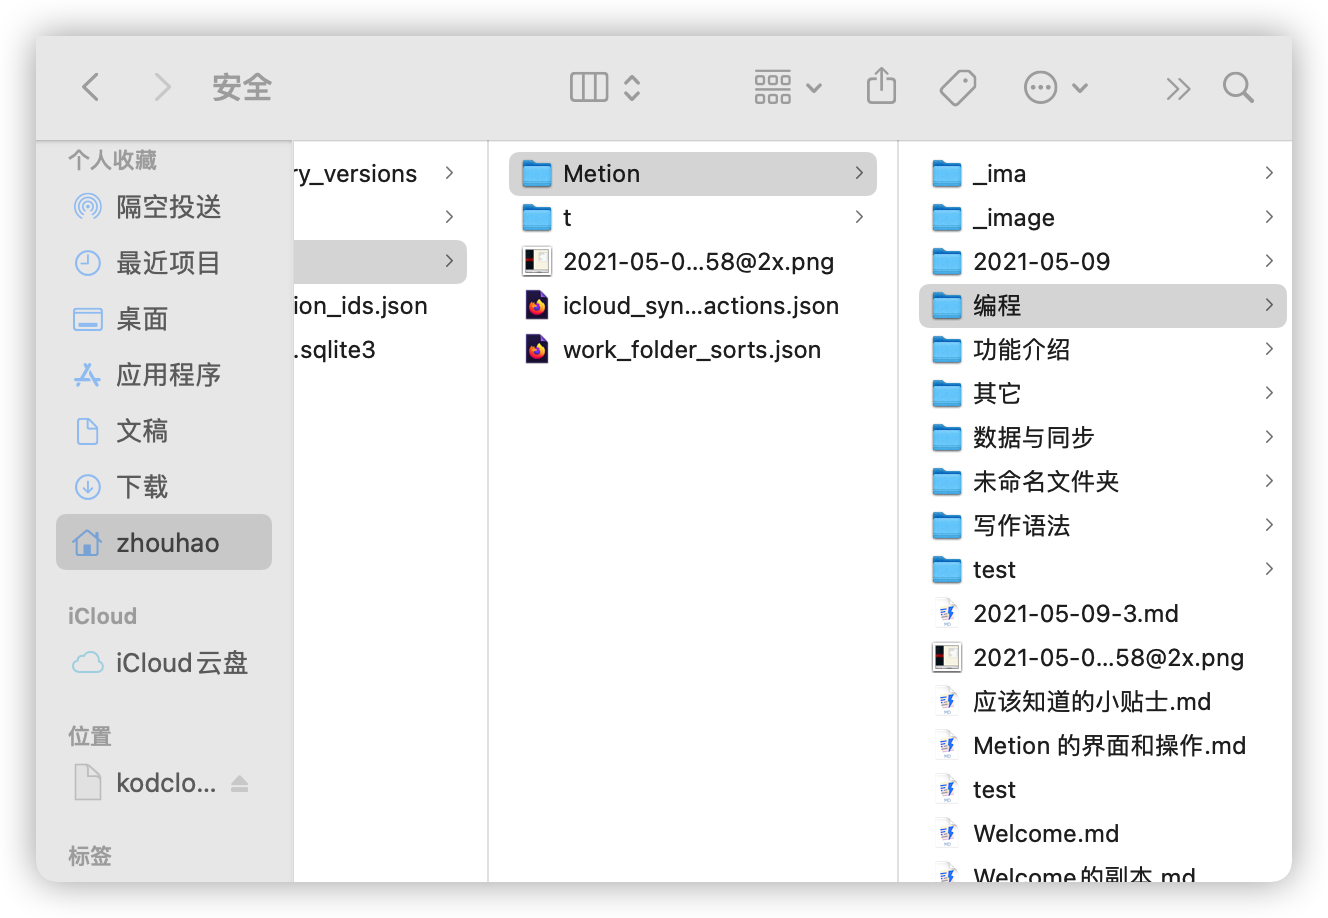 安全
个人收藏
隔空投送
最近项目
桌面
应用程序
文稿
下载
zhouhao
iCloud
iCloud云盘
位置
kodclo...
标签
ry_versions
ion_ids.json
.sqlite3
Metion
t
2021-05-0...58@2x.png
icloud_syn...actions.json
work_folder_sorts.json
_ima
_image
2021-05-09
编程
功能介绍
其它
数据与同步
未命名文件夹
写作语法
test
2021-05-09-3.md
2021-05-0...58@2x.png
应该知道的小贴士.md
Metion 的界面和操作.md
test
Welcome.md
Welcome的副本.md